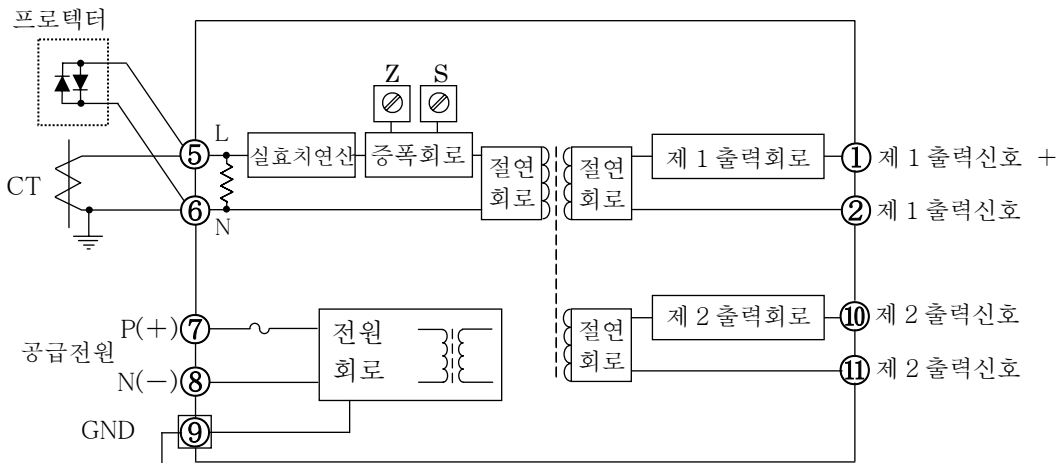 프로텍터
Z S
⑤ L
실효치연산
증폭회로
절연
회로
절연
회로
제 1 출력회로
① 제 1 출력신호 +
CT
⑥ N
② 제 1 출력신호
P(+) ⑦
전원
회로
절연
회로
제 2 출력회로
⑩ 제 2 출력신호
공급전원
N(−) ⑧
⑪ 제 2 출력신호
GND ⑨